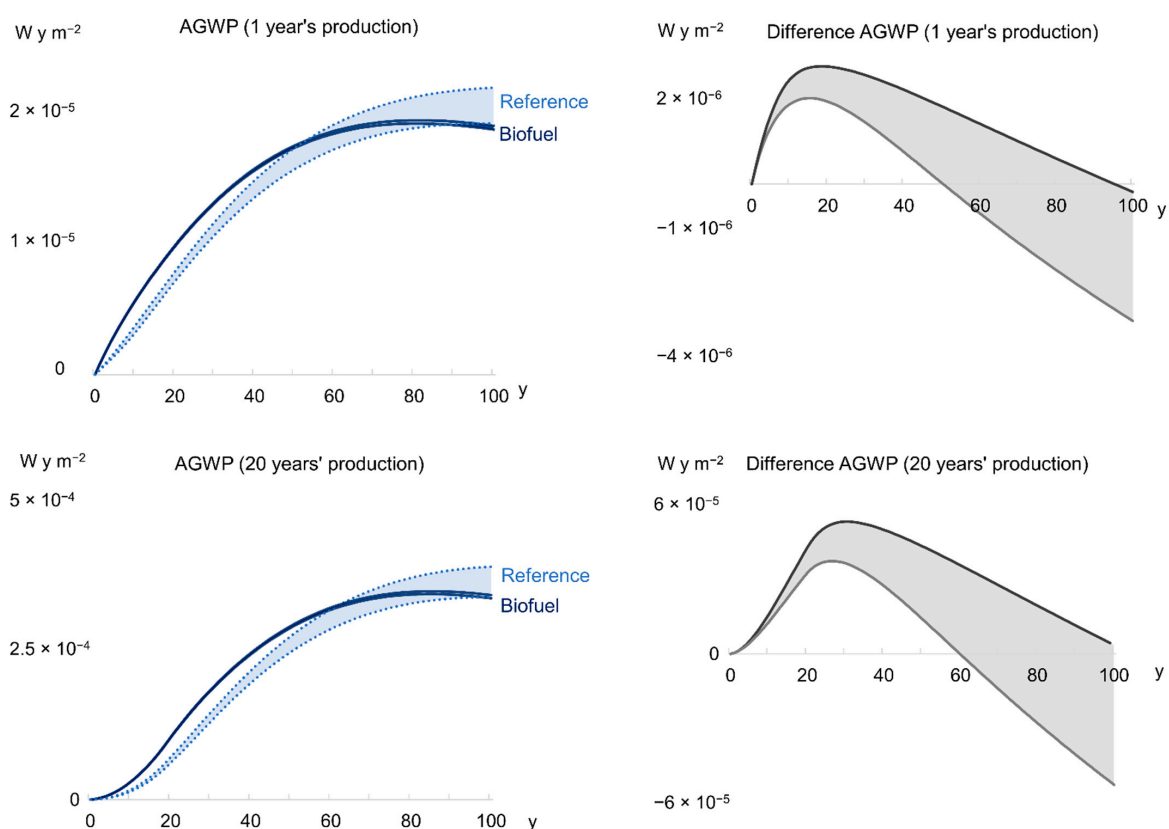 W y m⁻² AGWP (1 year's production)
2 × 10⁻⁵
Reference
Biofuel
1 × 10⁻⁵
0
0 20 40 60 80 100 y
W y m⁻² Difference AGWP (1 year's production)
2 × 10⁻⁶
0 20 40 60 80 100 y
−1 × 10⁻⁶
−4 × 10⁻⁶
W y m⁻² AGWP (20 years' production)
5 × 10⁻⁴
Reference
Biofuel
2.5 × 10⁻⁴
0
0 20 40 60 80 100 y
W y m⁻² Difference AGWP (20 years' production)
6 × 10⁻⁵
0
0 20 40 60 80 100 y
−6 × 10⁻⁵